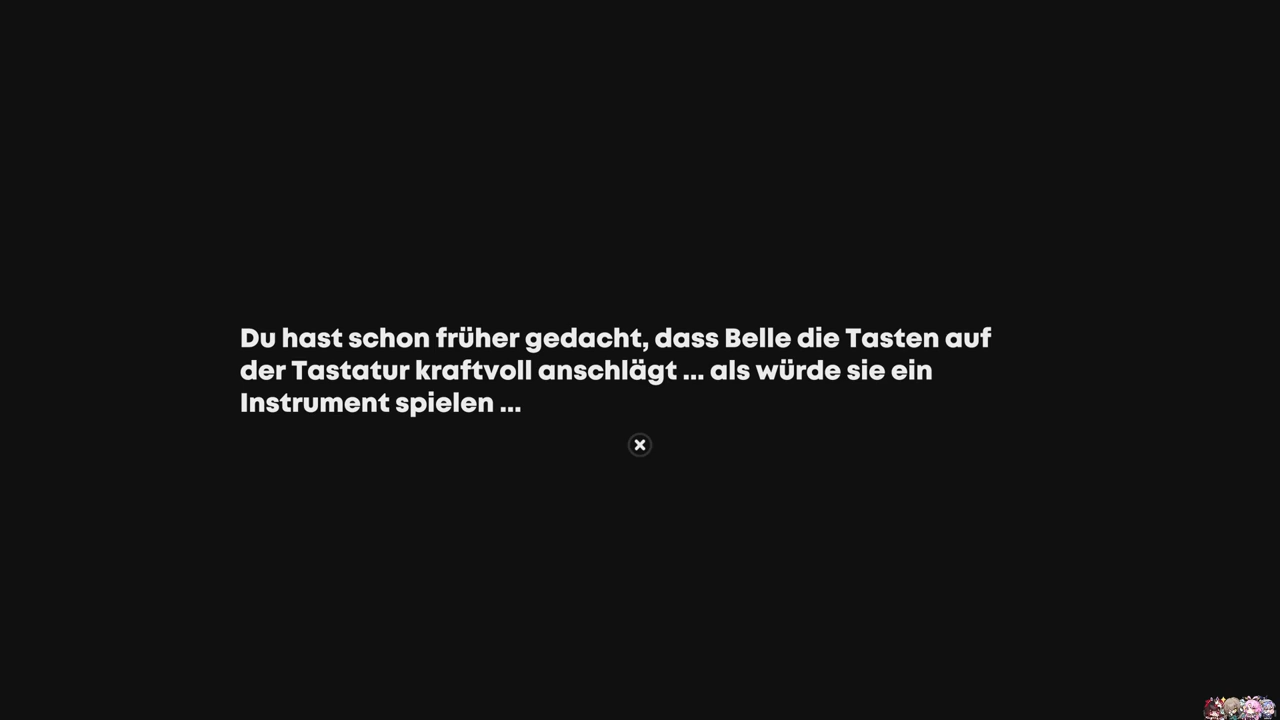 Du hast schon früher gedacht, dass Belle die Tasten auf
der Tastatur kraftvoll anschlägt ... als würde sie ein
Instrument spielen ...